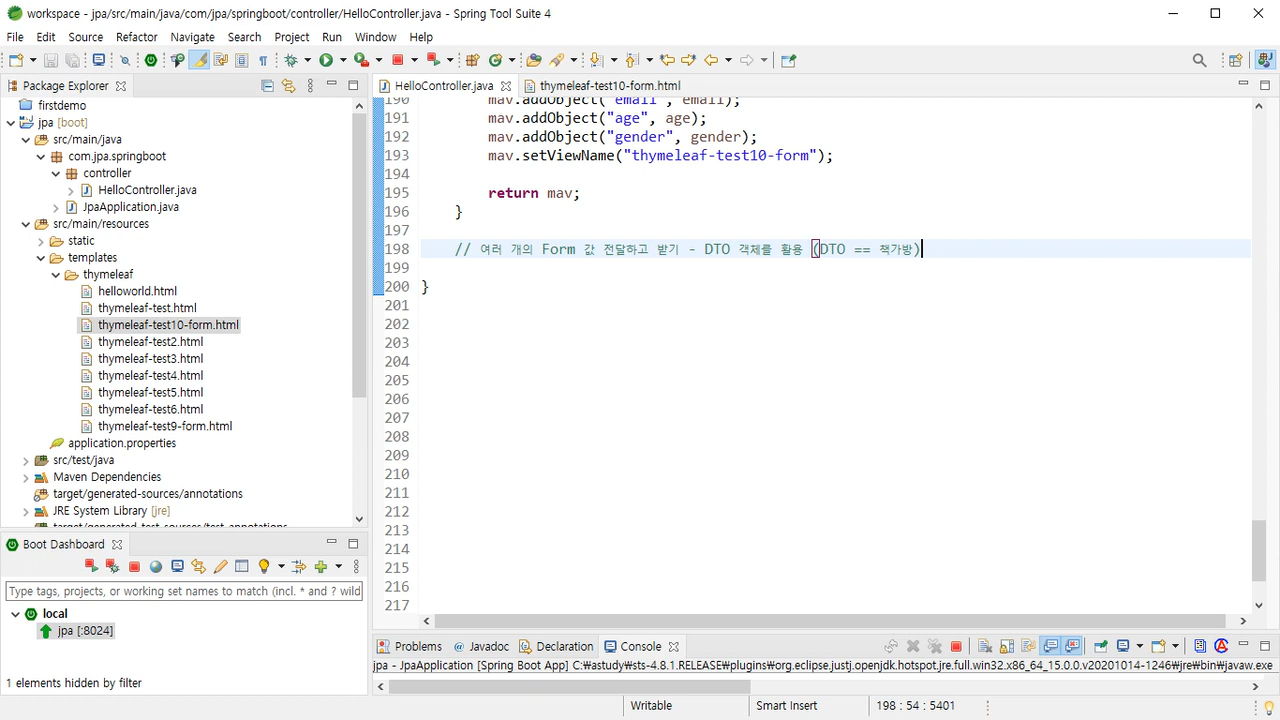 workspace - jpa/src/main/java/com/jpa/springboot/controller/HelloController.java - Spring Tool Suite 4
File Edit Source Refactor Navigate Search Project Run Window Help
Package Explorer
firstdemo
jpa [boot]
src/main/java
com.jpa.springboot
controller
HelloController.java
JpaApplication.java
src/main/resources
static
templates
thymeleaf
helloworld.html
thymeleaf-test.html
thymeleaf-test10-form.html
thymeleaf-test2.html
thymeleaf-test3.html
thymeleaf-test4.html
thymeleaf-test5.html
thymeleaf-test6.html
thymeleaf-test9-form.html
application.properties
src/test/java
Maven Dependencies
target/generated-sources/annotations
JRE System Library [jre]
target/generated-test-sources/test-annotations
Boot Dashboard
Type tags, projects, or working set names to match (incl. * and ? wild
local
jpa [:8024]
1 elements hidden by filter
HelloController.java thymeleaf-test10-form.html
190 mav.addObject("email", email);
191 mav.addObject("age", age);
192 mav.addObject("gender", gender);
193 mav.setViewName("thymeleaf-test10-form");
194
195 return mav;
196 }
197
198 // 여러 개의 Form 값 전달하고 받기 - DTO 객체를 활용 (DTO == 책가방)
199
200 }
201
202
203
204
205
206
207
208
209
210
211
212
213
214
215
216
217
Problems Javadoc Declaration Console
jpa - JpaApplication [Spring Boot App] C:₩astudy₩sts-4.8.1.RELEASE₩plugins₩org.eclipse.justj.openjdk.hotspot.jre.full.win32.x86_64_15.0.0.v20201014-1246₩jre₩bin₩javaw.exe
Writable Smart Insert 198 : 54 : 5401